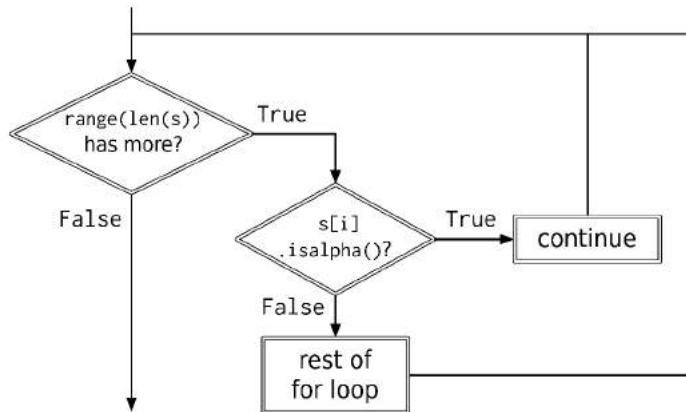 range(len(s))
has more?
True
False
s[i]
.isalpha()?
True
continue
False
rest of
for loop